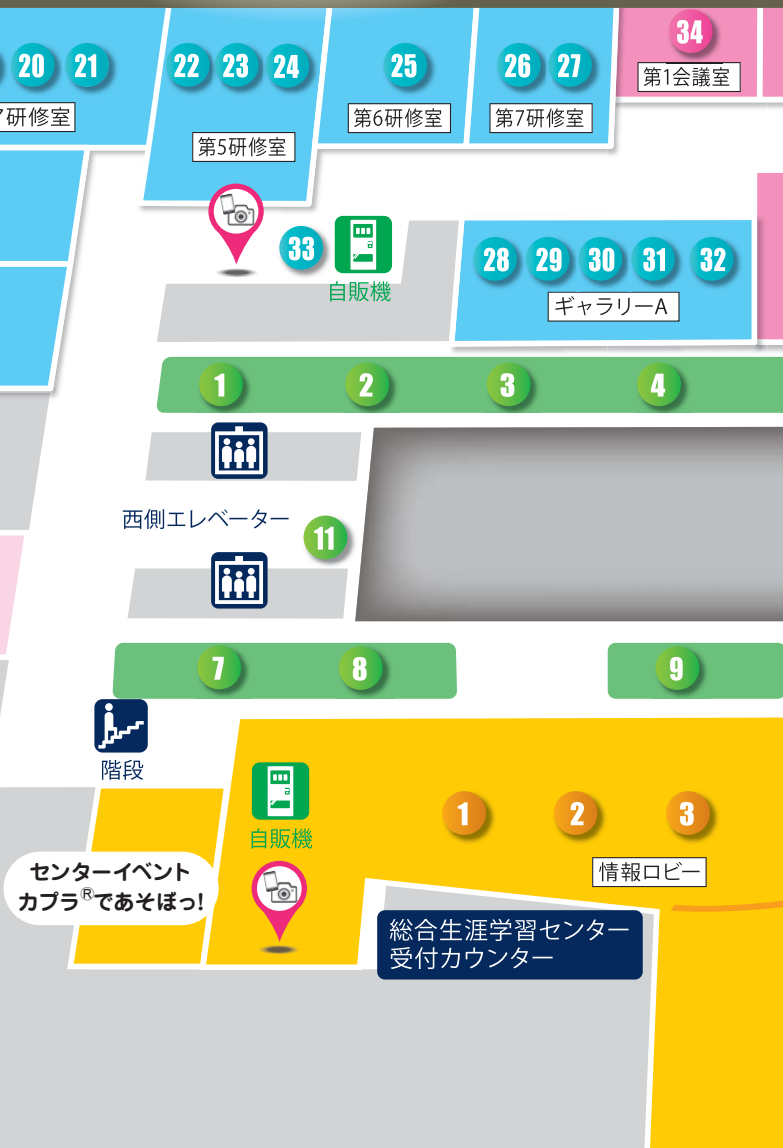 20 21
22 23 24
25
26 27
34
研修室
第5研修室
第6研修室
第7研修室
第1会議室
33
自販機
28 29 30 31 32
ギャラリーA
1 2 3 4
西側エレベーター
11
7 8 9
階段
自販機
1 2 3
情報ロビー
センターイベント
カプラ®であそぼっ!
総合生涯学習センター
受付カウンター